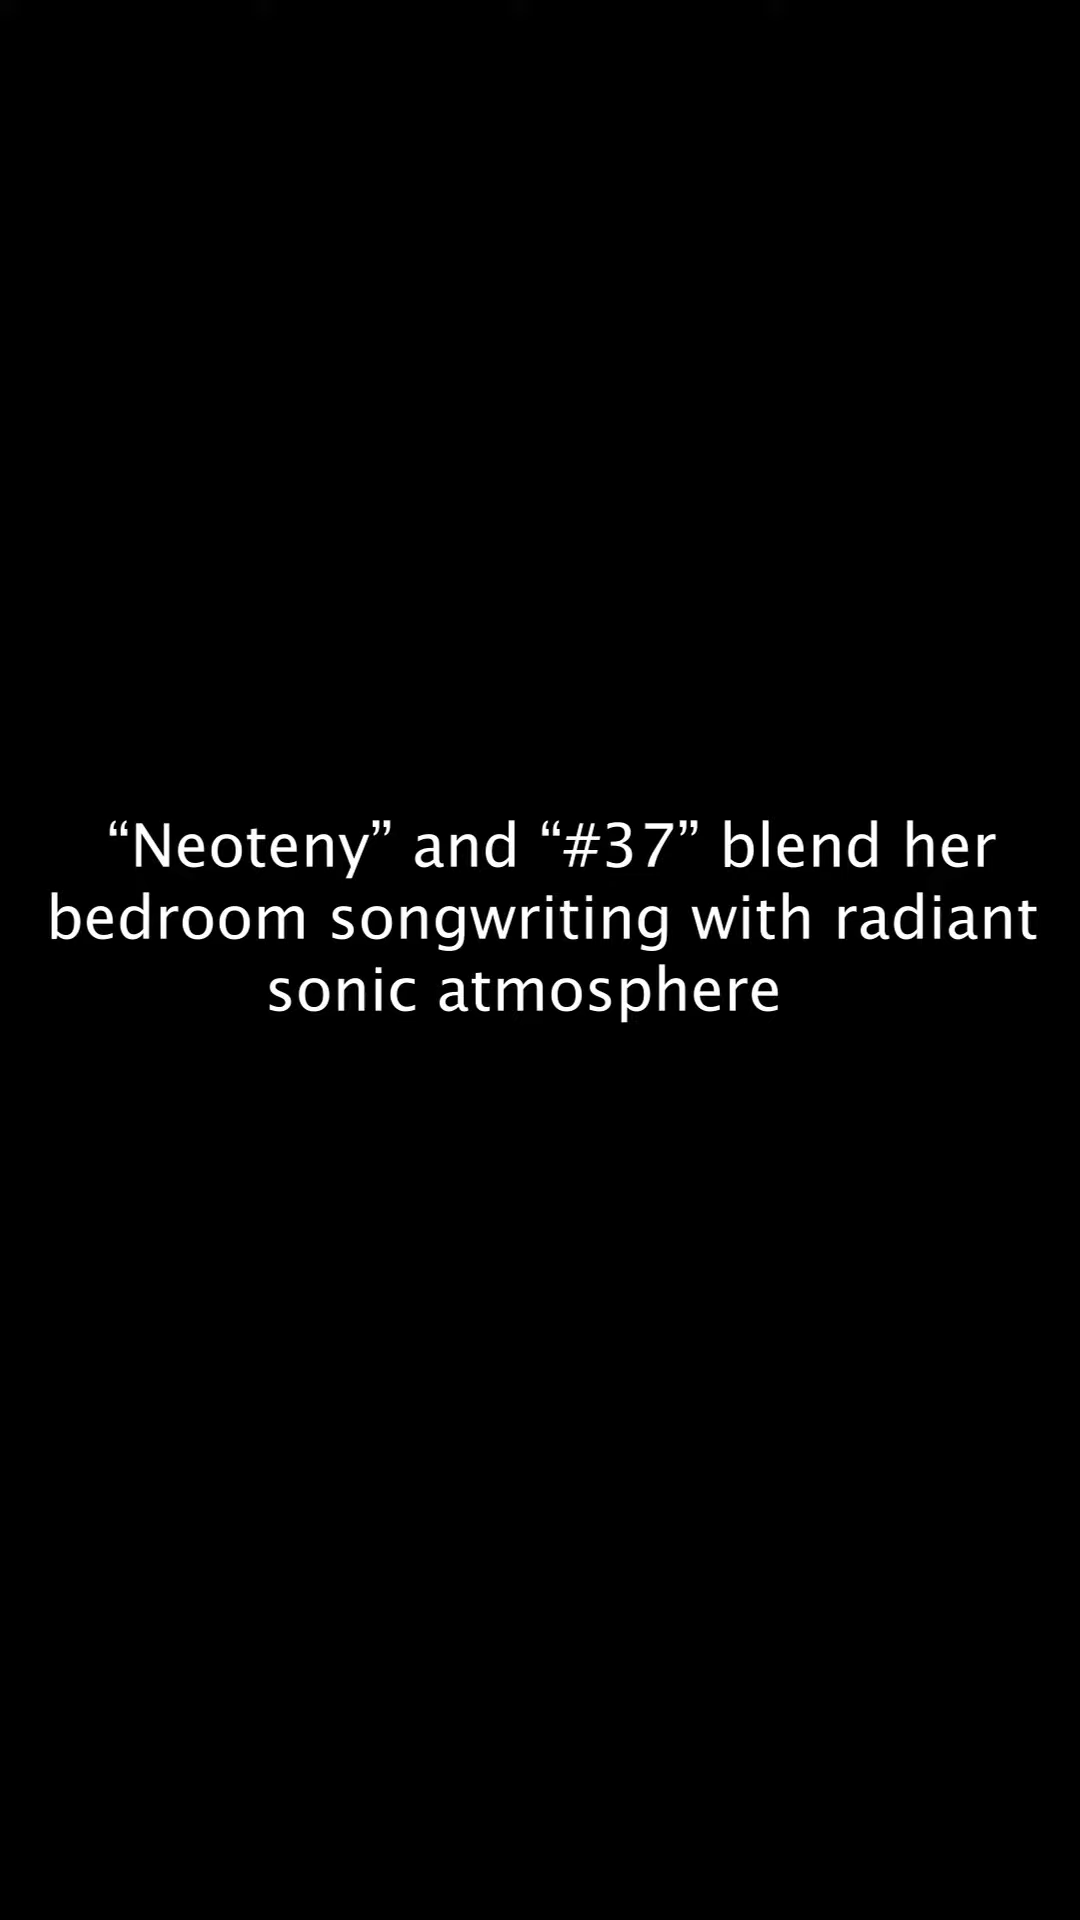 “Neoteny” and “#37” blend her
bedroom songwriting with radiant
sonic atmosphere